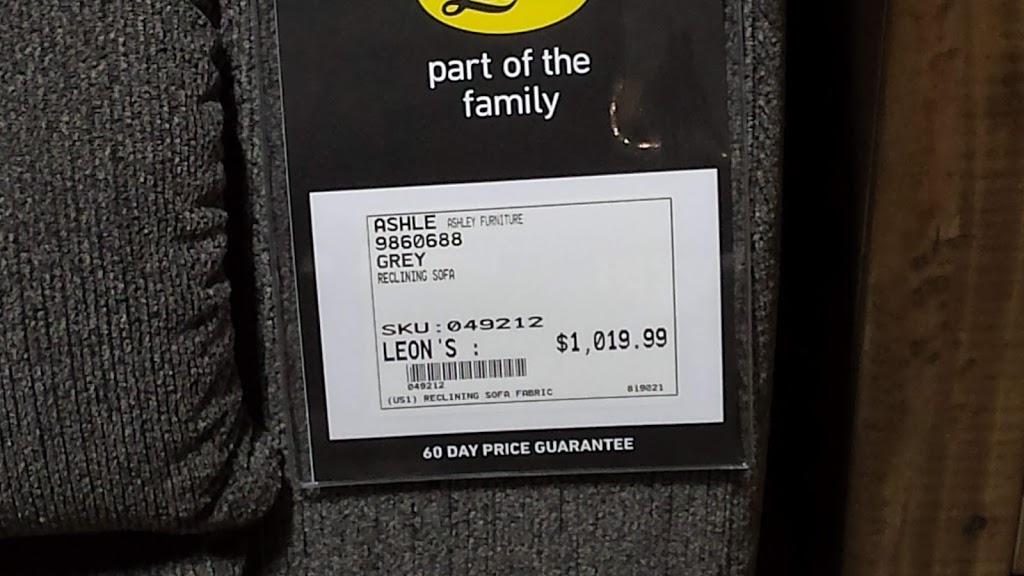 part of the
family
ASHLE ASHLEY FURNITURE
9860688
GREY
RECLINING SOFA
SKU:049212
LEON'S : $1,019.99
049212
(US1) RECLINING SOFA FABRIC 819021
60 DAY PRICE GUARANTEE